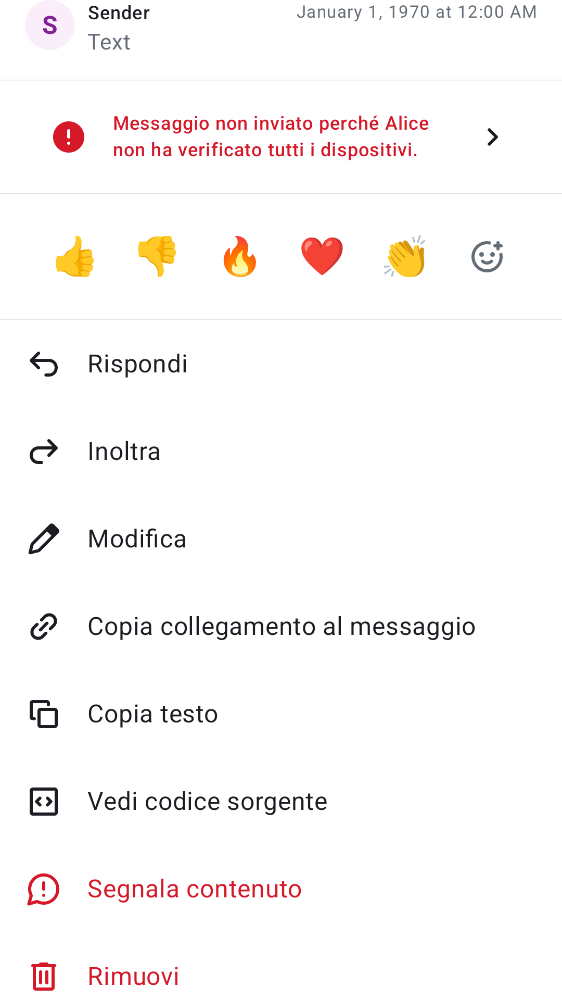 S
Sender
January 1, 1970 at 12:00 AM
Text
Messaggio non inviato perché Alice
non ha verificato tutti i dispositivi.
Rispondi
Inoltra
Modifica
Copia collegamento al messaggio
Copia testo
Vedi codice sorgente
Segnala contenuto
Rimuovi